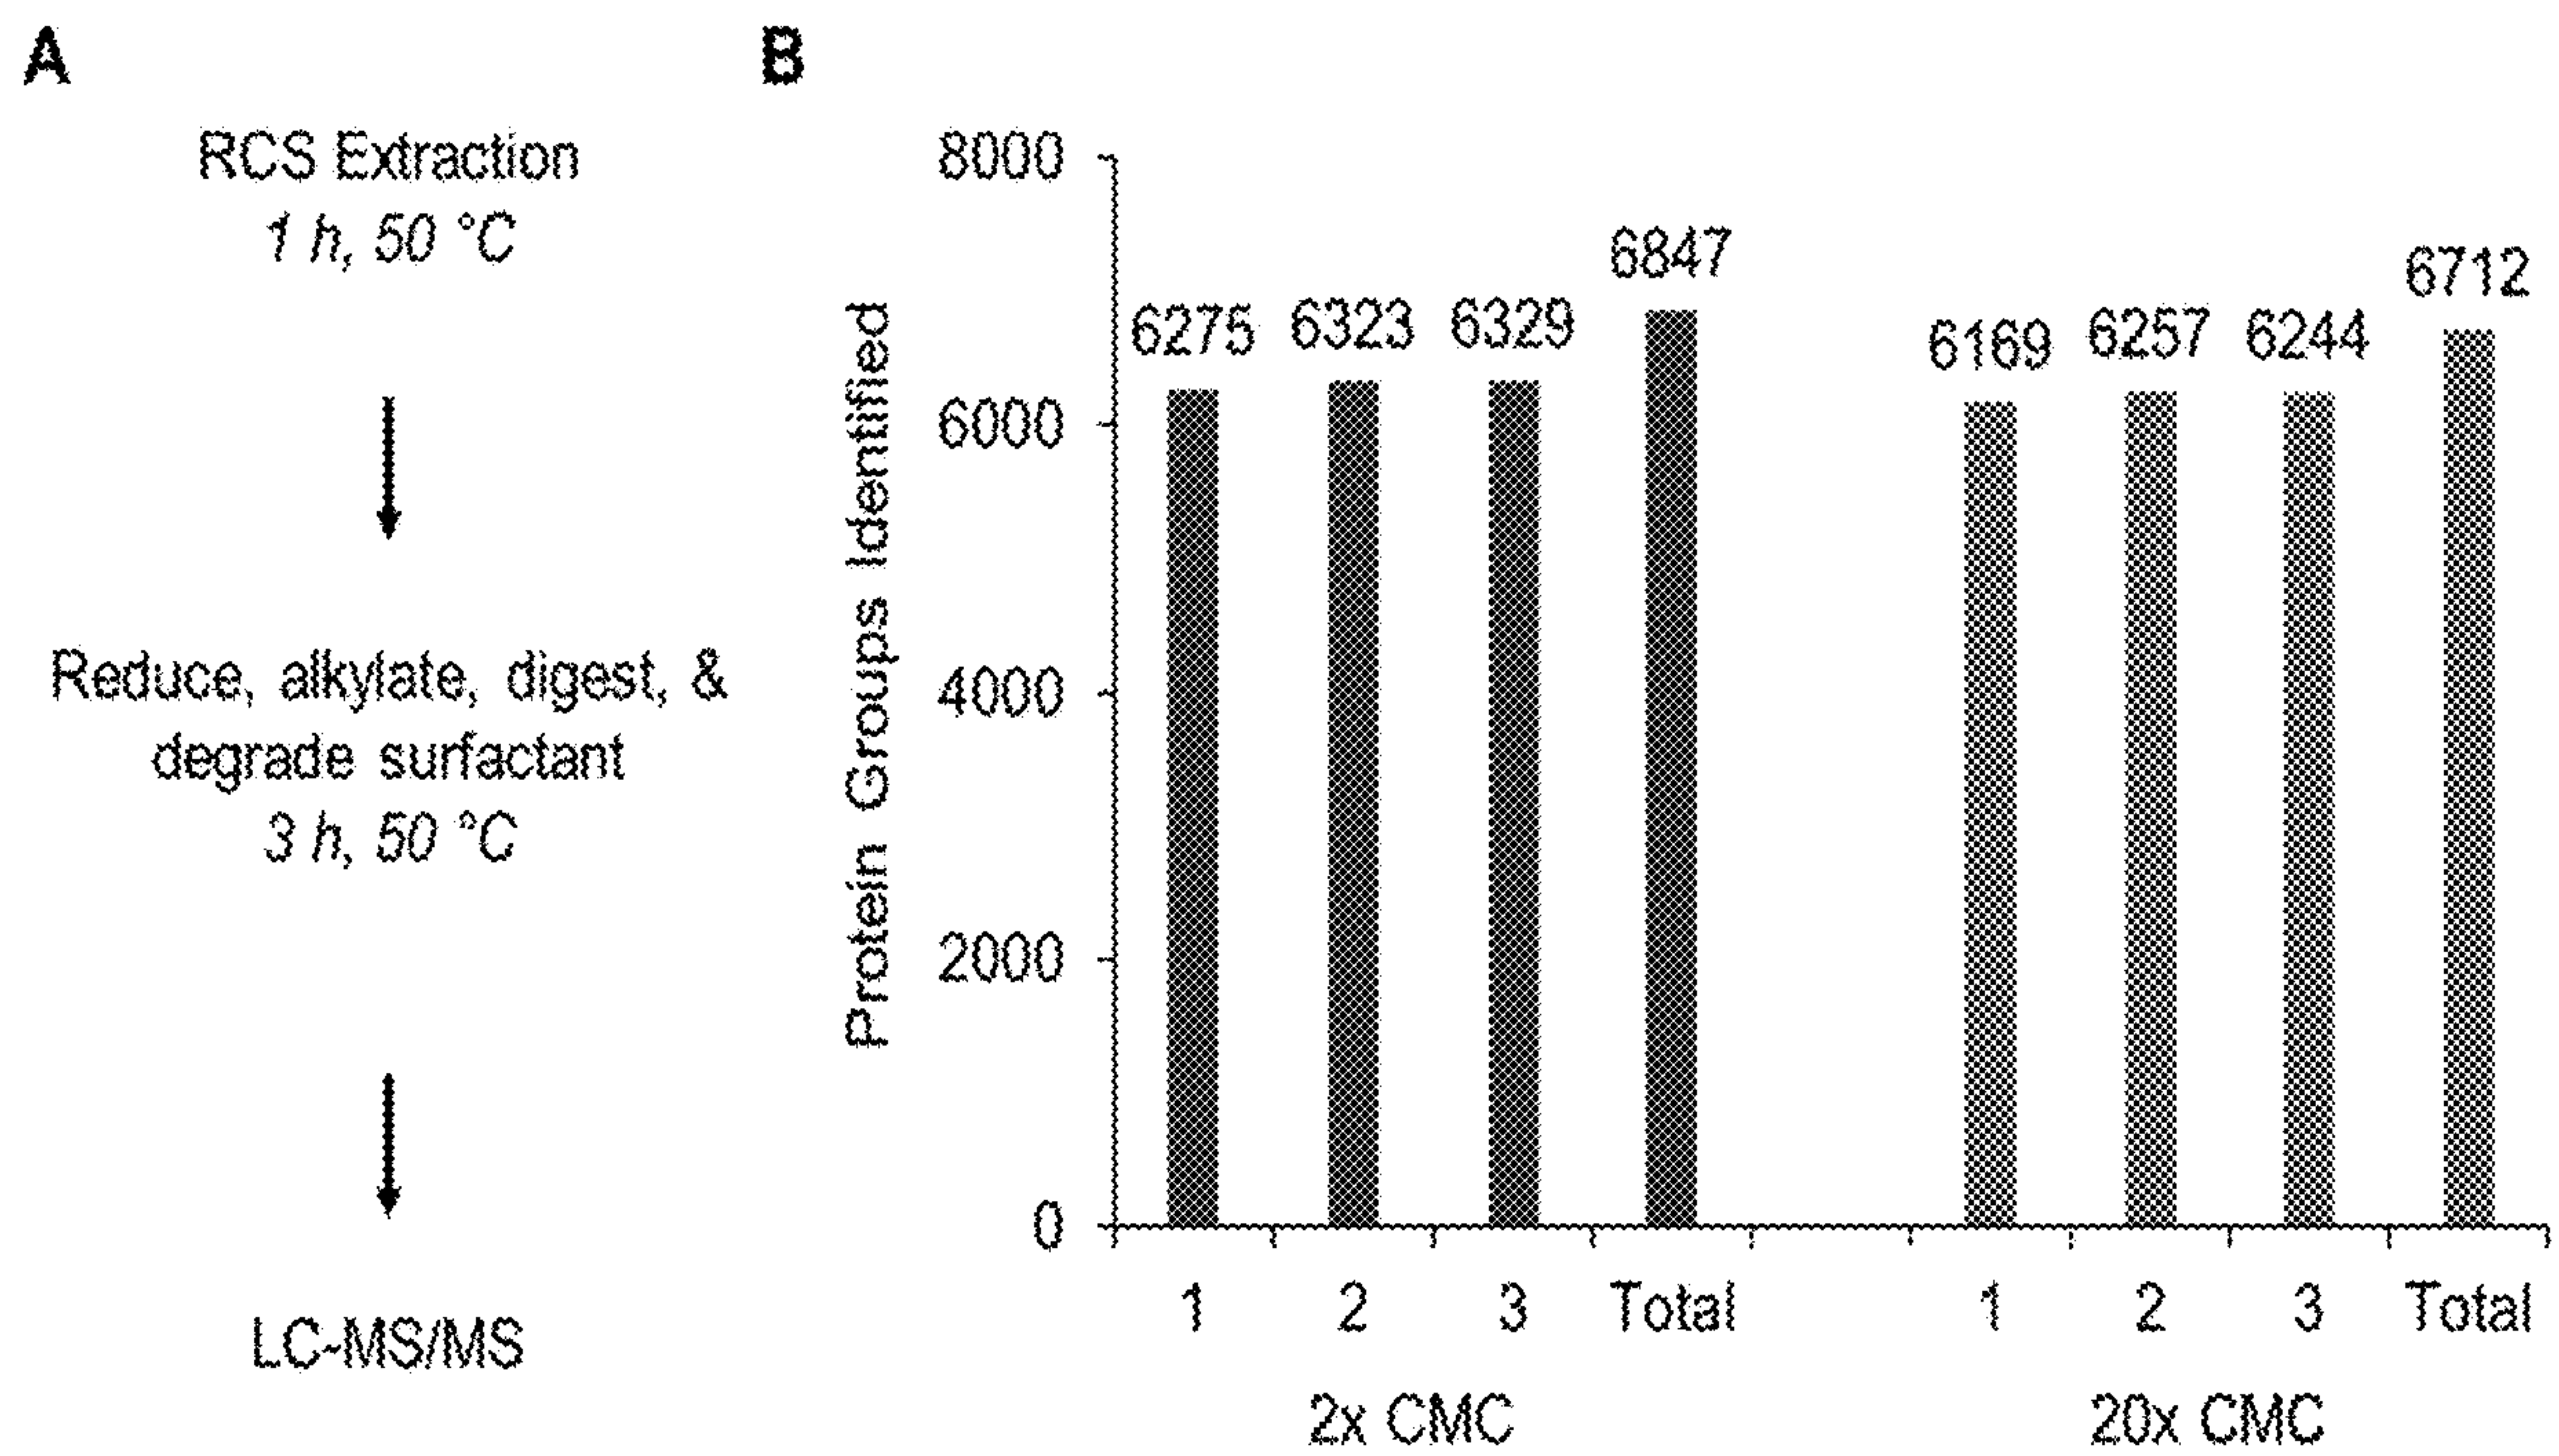 A
RCS Extraction
1 h, 50 °C
Reduce, alkylate, digest, &
degrade surfactant
3 h, 50 °C
LC-MS/MS
B
Protein Groups Identified
8000
6000
4000
2000
0
6275 6323 6329 6847 6169 6257 6244 6712
1 2 3 Total 1 2 3 Total
2x CMC 20x CMC